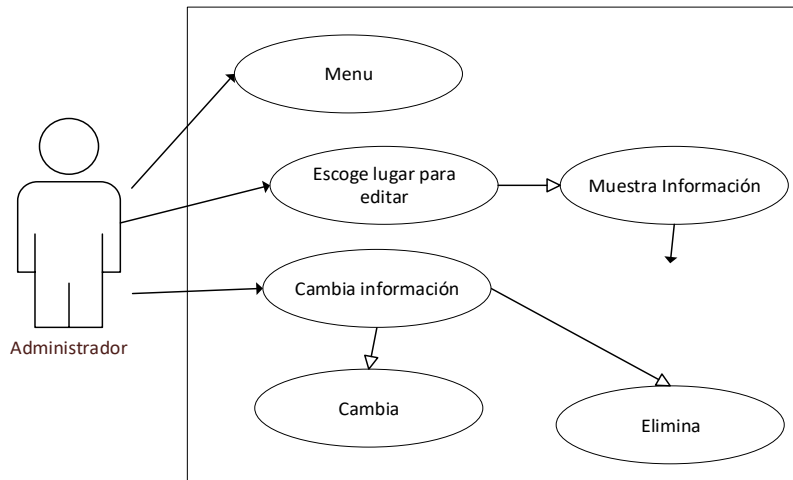 Menu
Escoge lugar para
editar
Muestra Información
Cambia información
Administrador
Cambia
Elimina